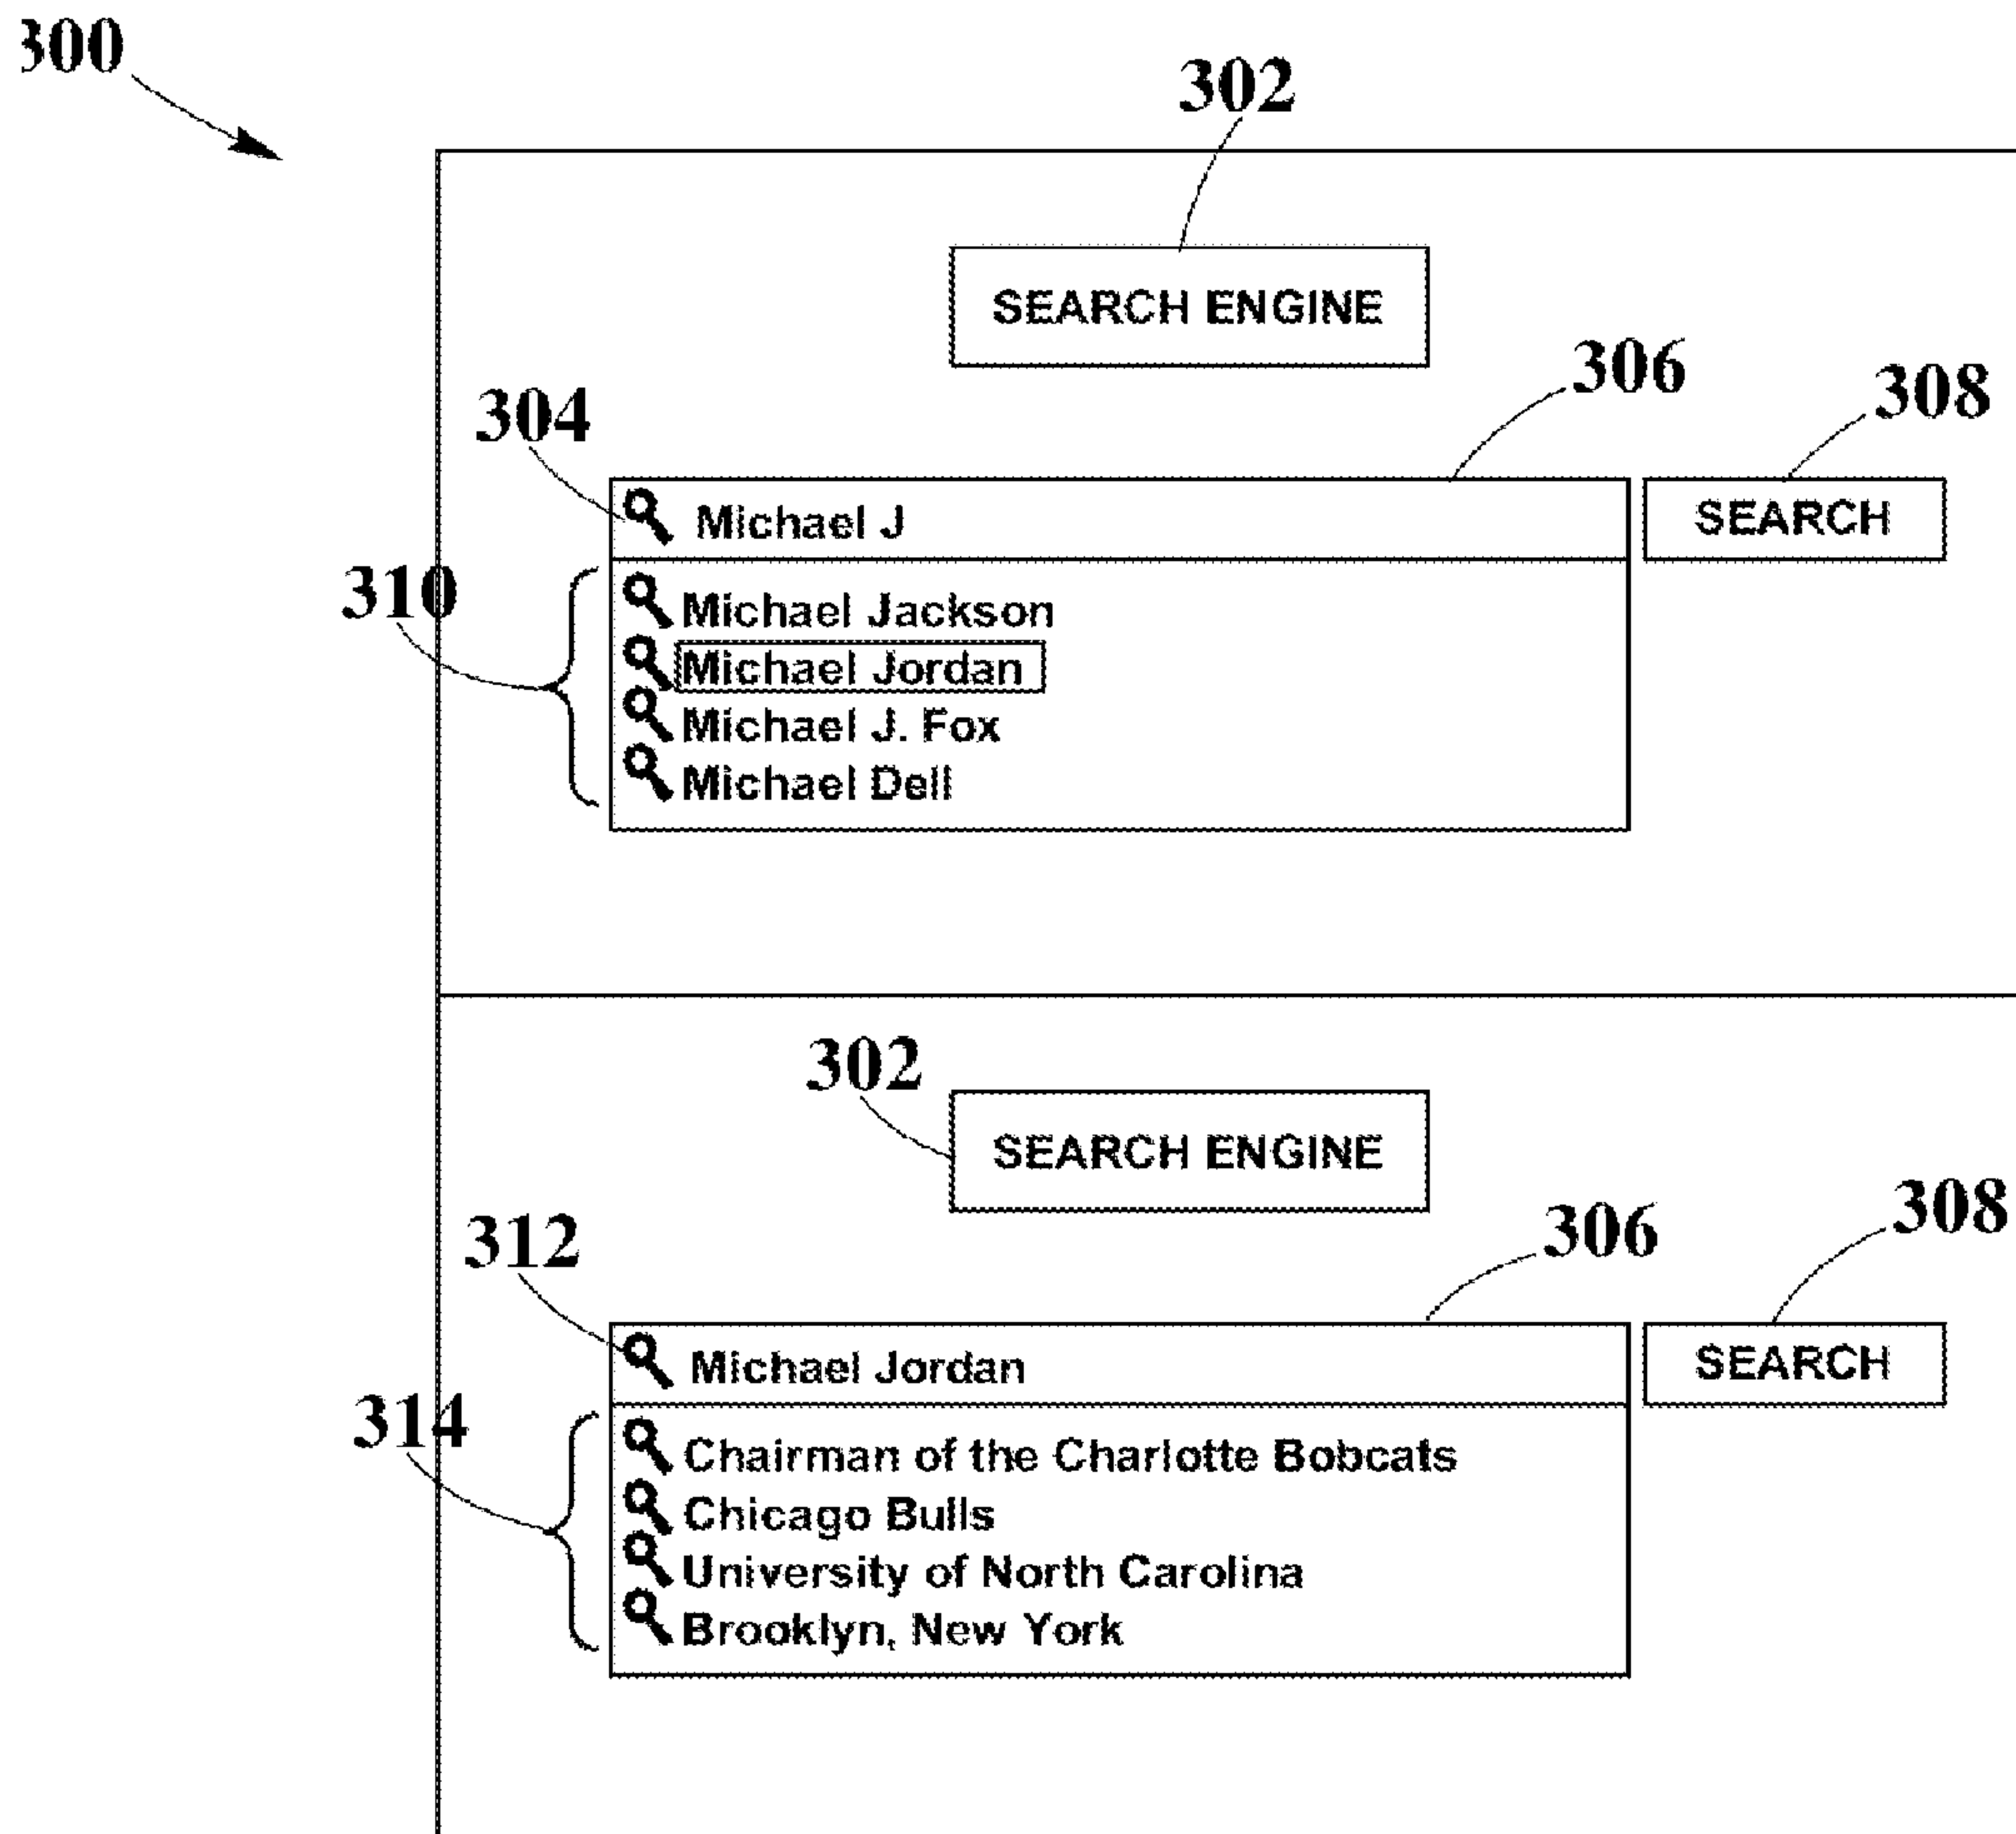 300
302
SEARCH ENGINE
306
308
304
Michael J
SEARCH
310
Michael Jackson
Michael Jordan
Michael J. Fox
Michael Dell
302
SEARCH ENGINE
306
308
312
Michael Jordan
SEARCH
314
Chairman of the Charlotte Bobcats
Chicago Bulls
University of North Carolina
Brooklyn, New York